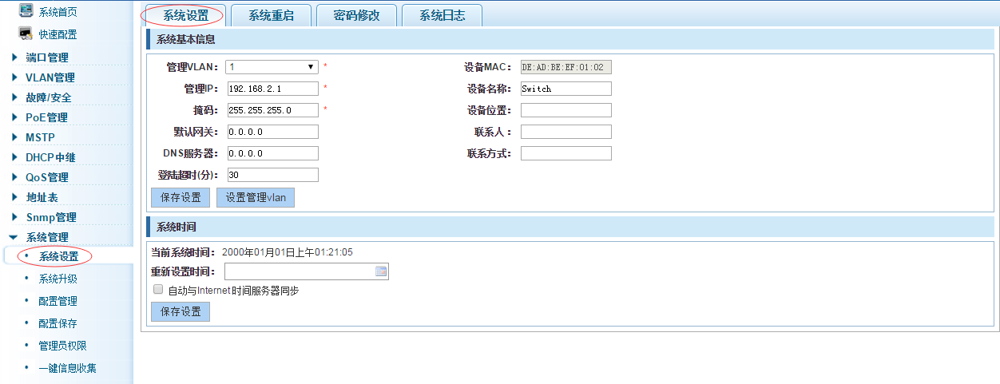 系统首页
快速配置
端口管理
VLAN管理
故障/安全
PoE管理
MSTP
DHCP中继
QoS管理
地址表
Snmp管理
系统管理
系统设置
系统升级
配置管理
配置保存
管理员权限
一键信息收集
系统设置 系统重启 密码修改 系统日志
系统基本信息
管理VLAN: 1 * 设备MAC: DE:AD:BE:EF:01:02
管理IP: 192.168.2.1 * 设备名称: Switch
掩码: 255.255.255.0 * 设备位置:
默认网关: 0.0.0.0 联系人 :
DNS服务器: 0.0.0.0 联系方式:
登陆超时(分): 30
保存设置 设置管理vlan
系统时间
当前系统时间: 2000年01月01日上午01:21:05
重新设置时间:
自动与Internet时间服务器同步
保存设置